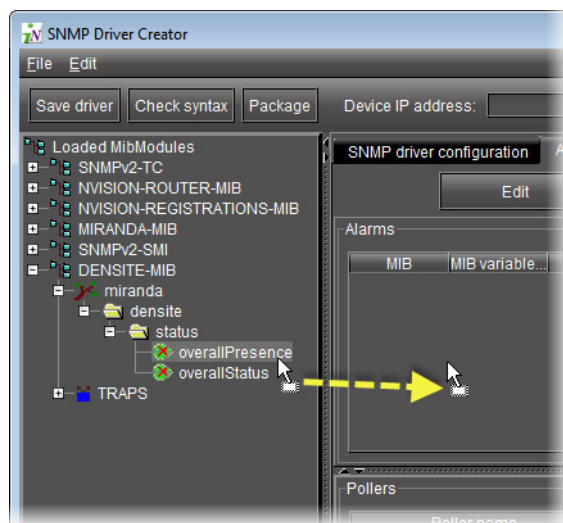 SNMP Driver Creator
File Edit
Save driver Check syntax Package Device IP address:
Loaded MibModules
SNMPv2-TC
NVISION-ROUTER-MIB
NVISION-REGISTRATIONS-MIB
MIRANDA-MIB
SNMPv2-SMI
DENSITE-MIB
miranda
densite
status
overallPresence
overallStatus
TRAPS
SNMP driver configuration A
Edit
Alarms
MIB MIB variable...
Pollers
Poller name